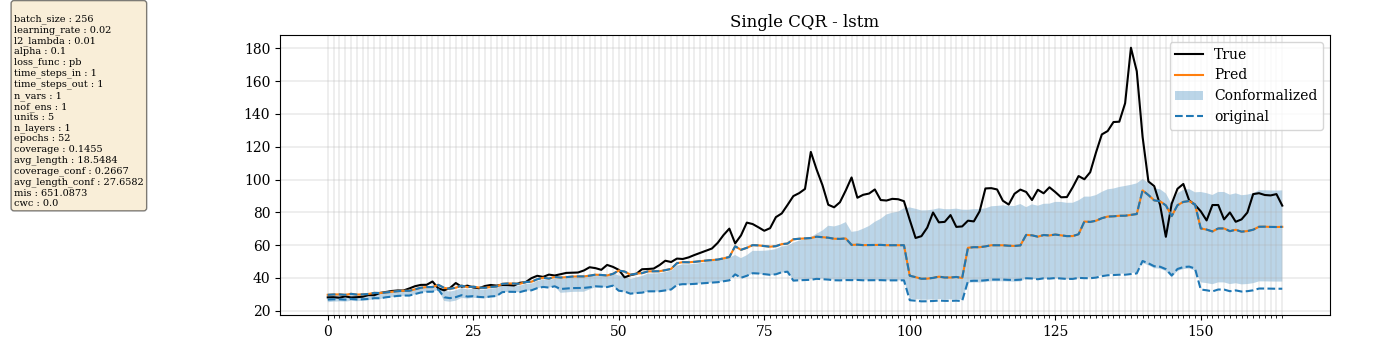 batch_size : 256
learning_rate : 0.02
l2_lambda : 0.01
alpha : 0.1
loss_func : pb
time_steps_in : 1
time_steps_out : 1
n_vars : 1
nof_ens : 1
units : 5
n_layers : 1
epochs : 52
coverage : 0.1455
avg_length : 18.5484
coverage_conf : 0.2667
avg_length_conf : 27.6582
mis : 651.0873
cwc : 0.0
Single CQR - lstm
180
160
140
120
100
80
60
40
20
0 25 50 75 100 125 150
True
Pred
Conformalized
original